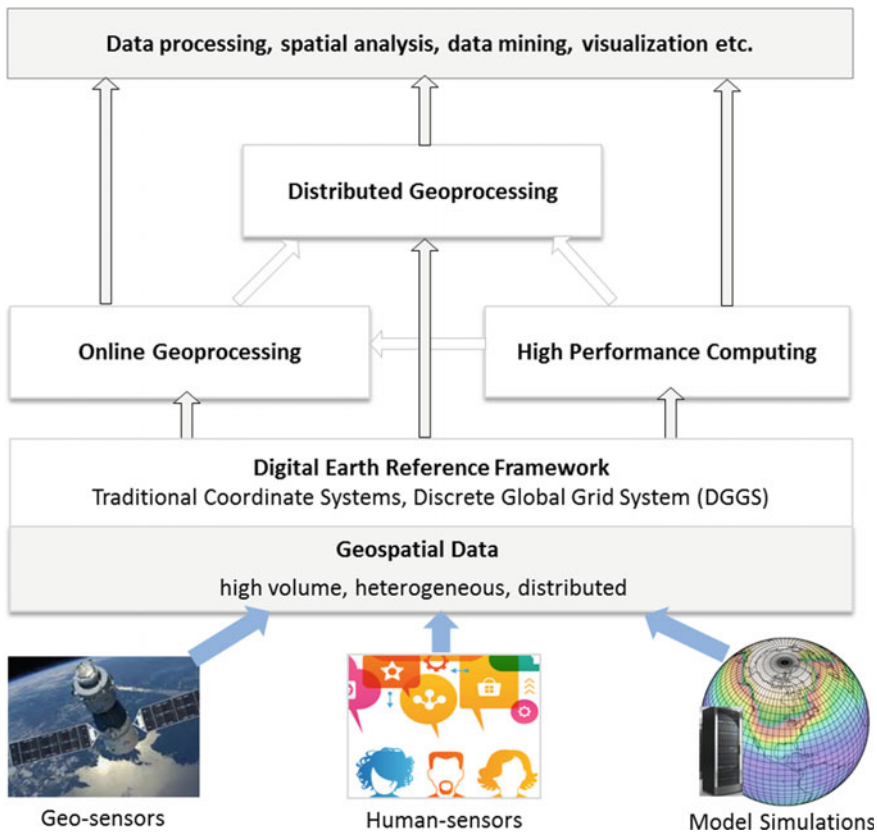 Data processing, spatial analysis, data mining, visualization etc.
Distributed Geoprocessing
Online Geoprocessing
High Performance Computing
Digital Earth Reference Framework
Traditional Coordinate Systems, Discrete Global Grid System (DGGS)
Geospatial Data
high volume, heterogeneous, distributed
Geo-sensors
Human-sensors
Model Simulations